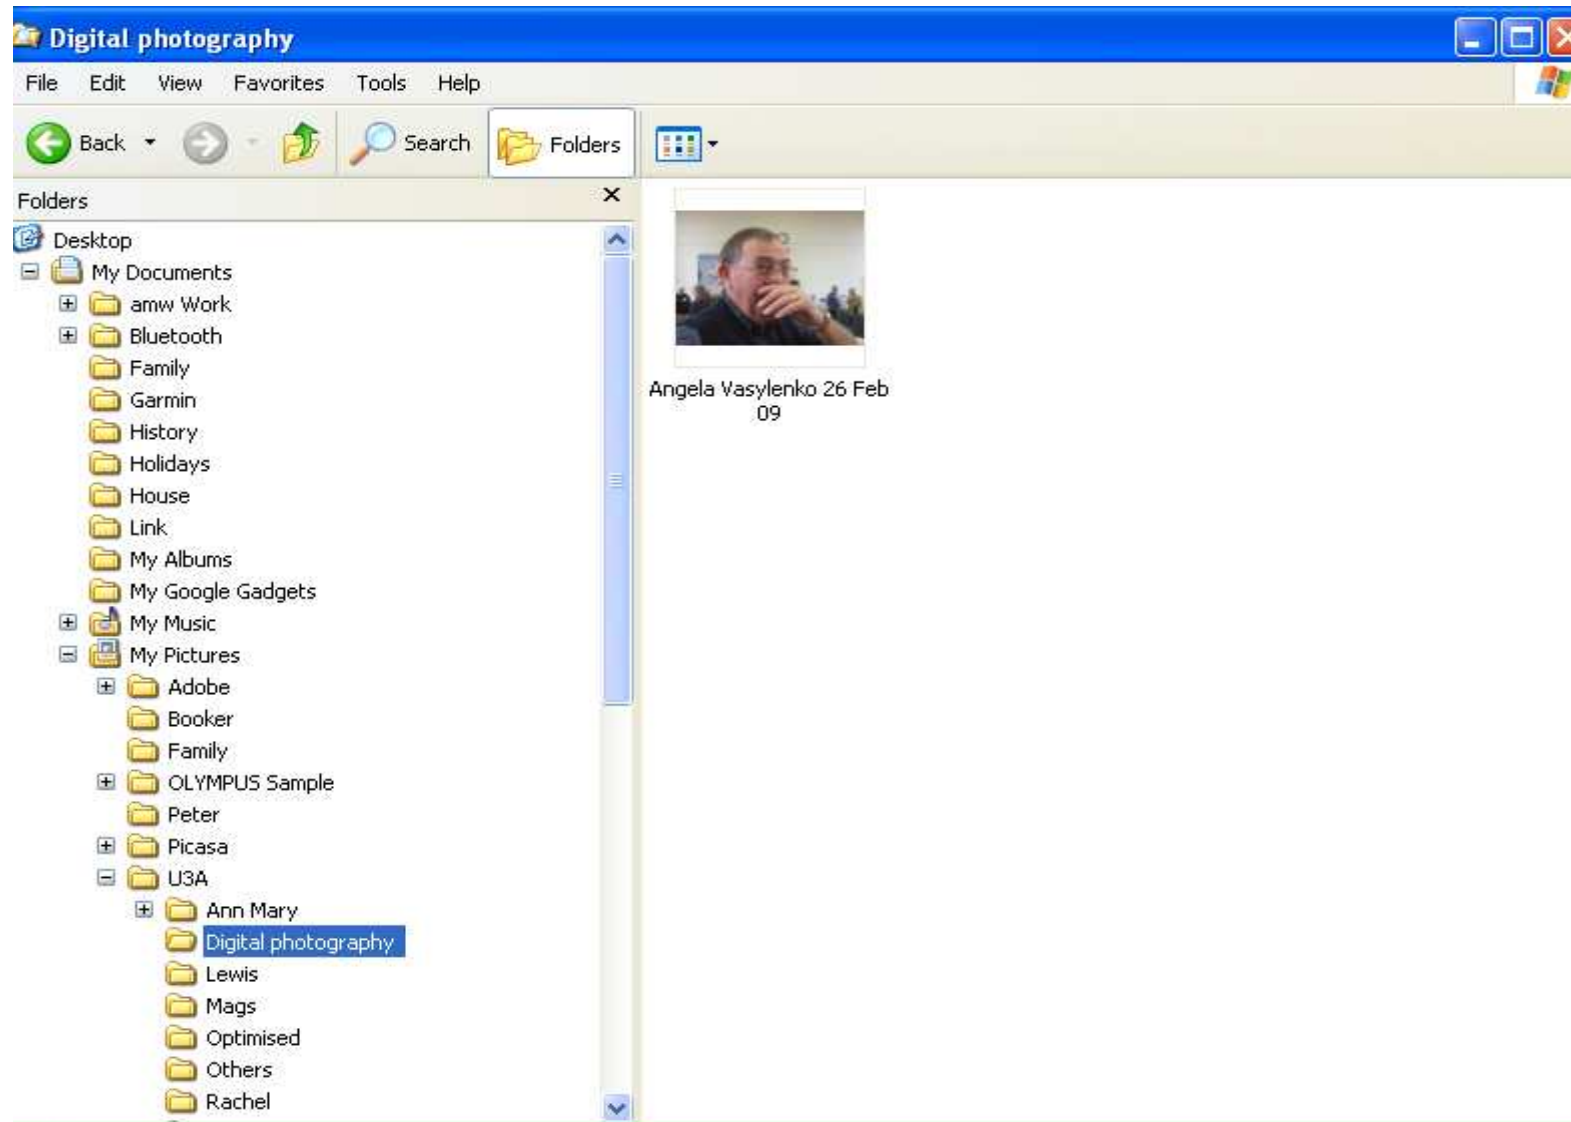 Digital photography
File Edit View Favorites Tools Help
Back Search Folders
Folders
Desktop
My Documents
amw Work
Bluetooth
Family
Garmin
History
Holidays
House
Link
My Albums
My Google Gadgets
My Music
My Pictures
Adobe
Booker
Family
OLYMPUS Sample
Peter
Picasa
U3A
Ann Mary
Digital photography
Lewis
Mags
Optimised
Others
Rachel
Angela Vasylenko 26 Feb
09